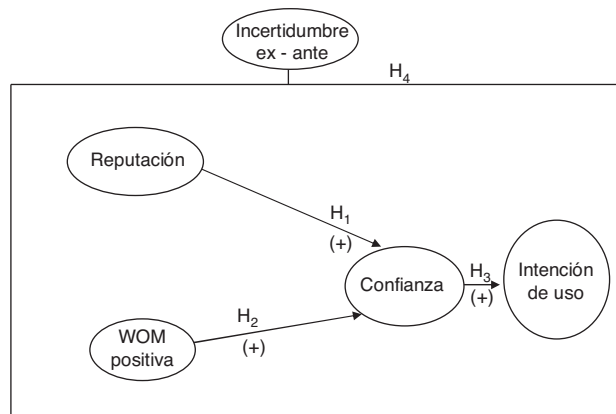 Incertidumbre
ex - ante
H4
Reputación
H1
(+)
Confianza
H3
(+)
Intención
de uso
H2
(+)
WOM
positiva